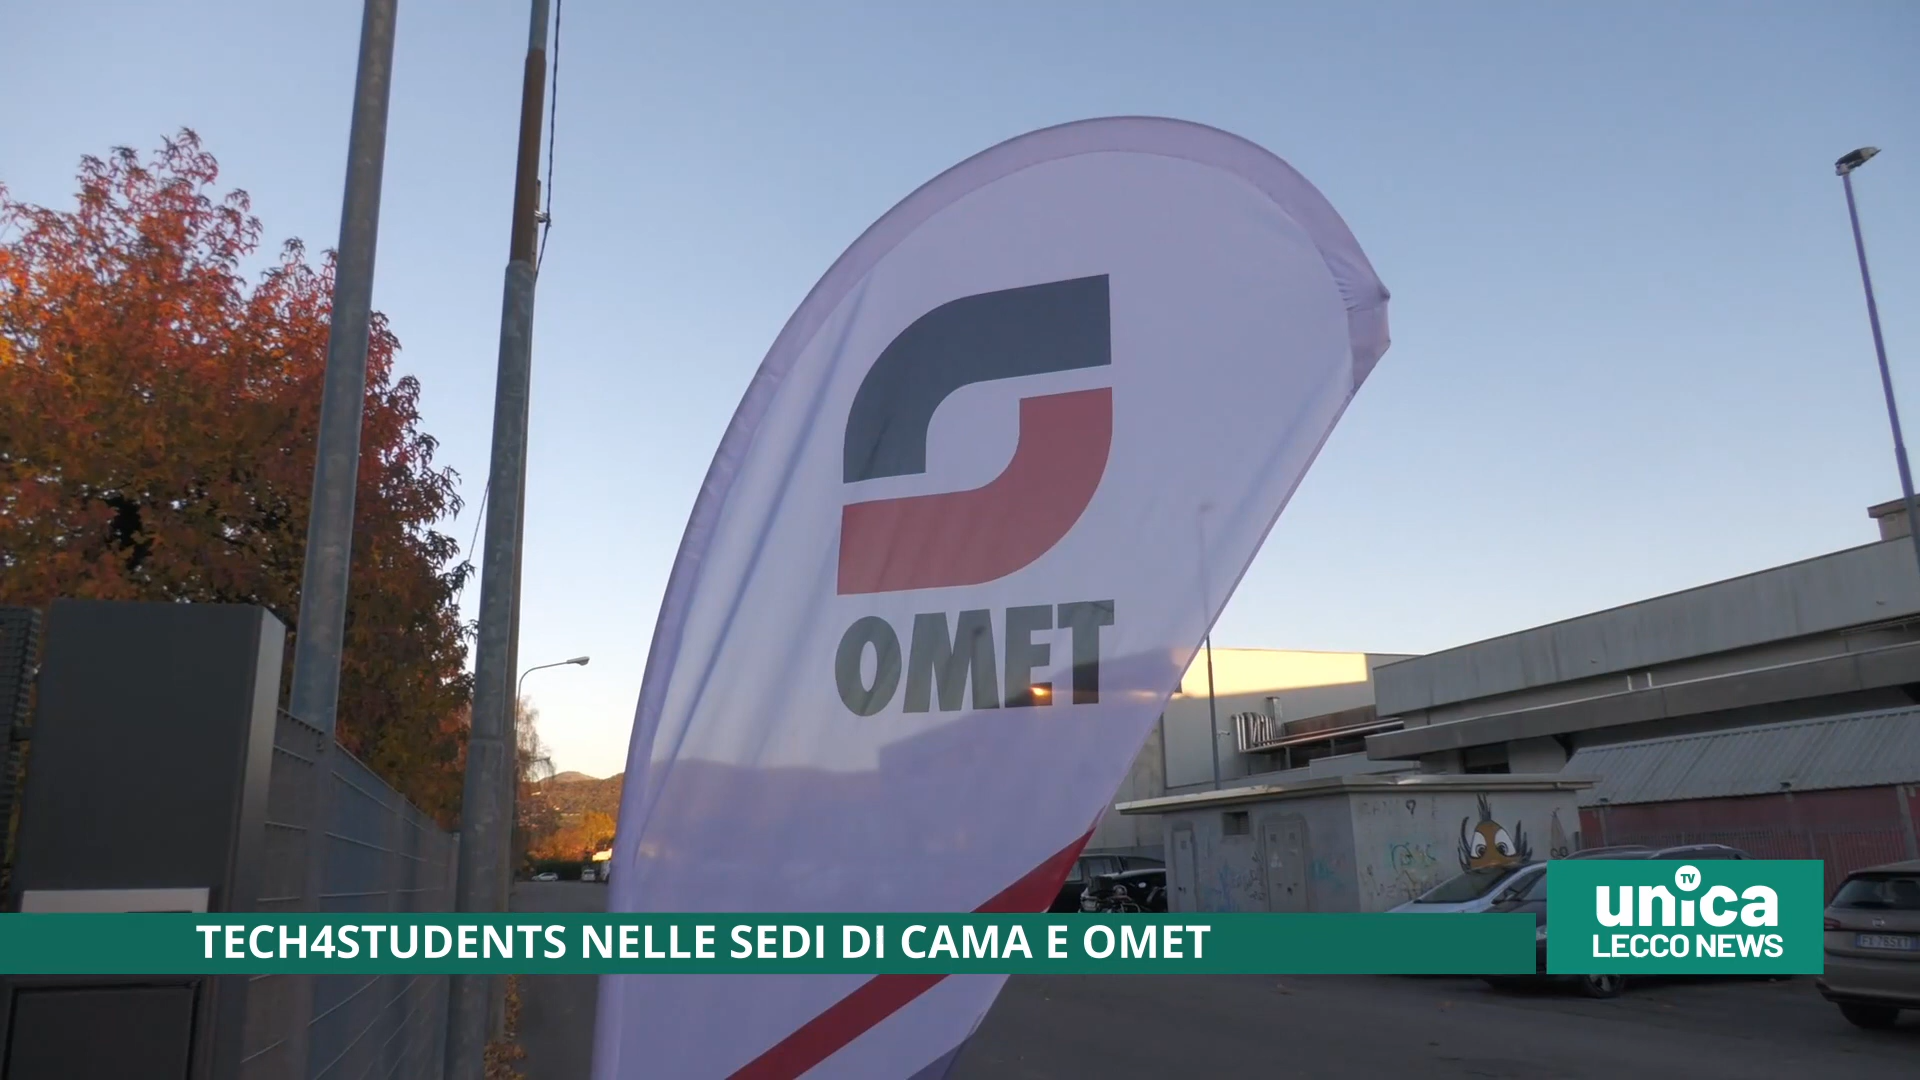 OMET
TECH4STUDENTS NELLE SEDI DI CAMA E OMET
unica
TV
LECCO NEWS